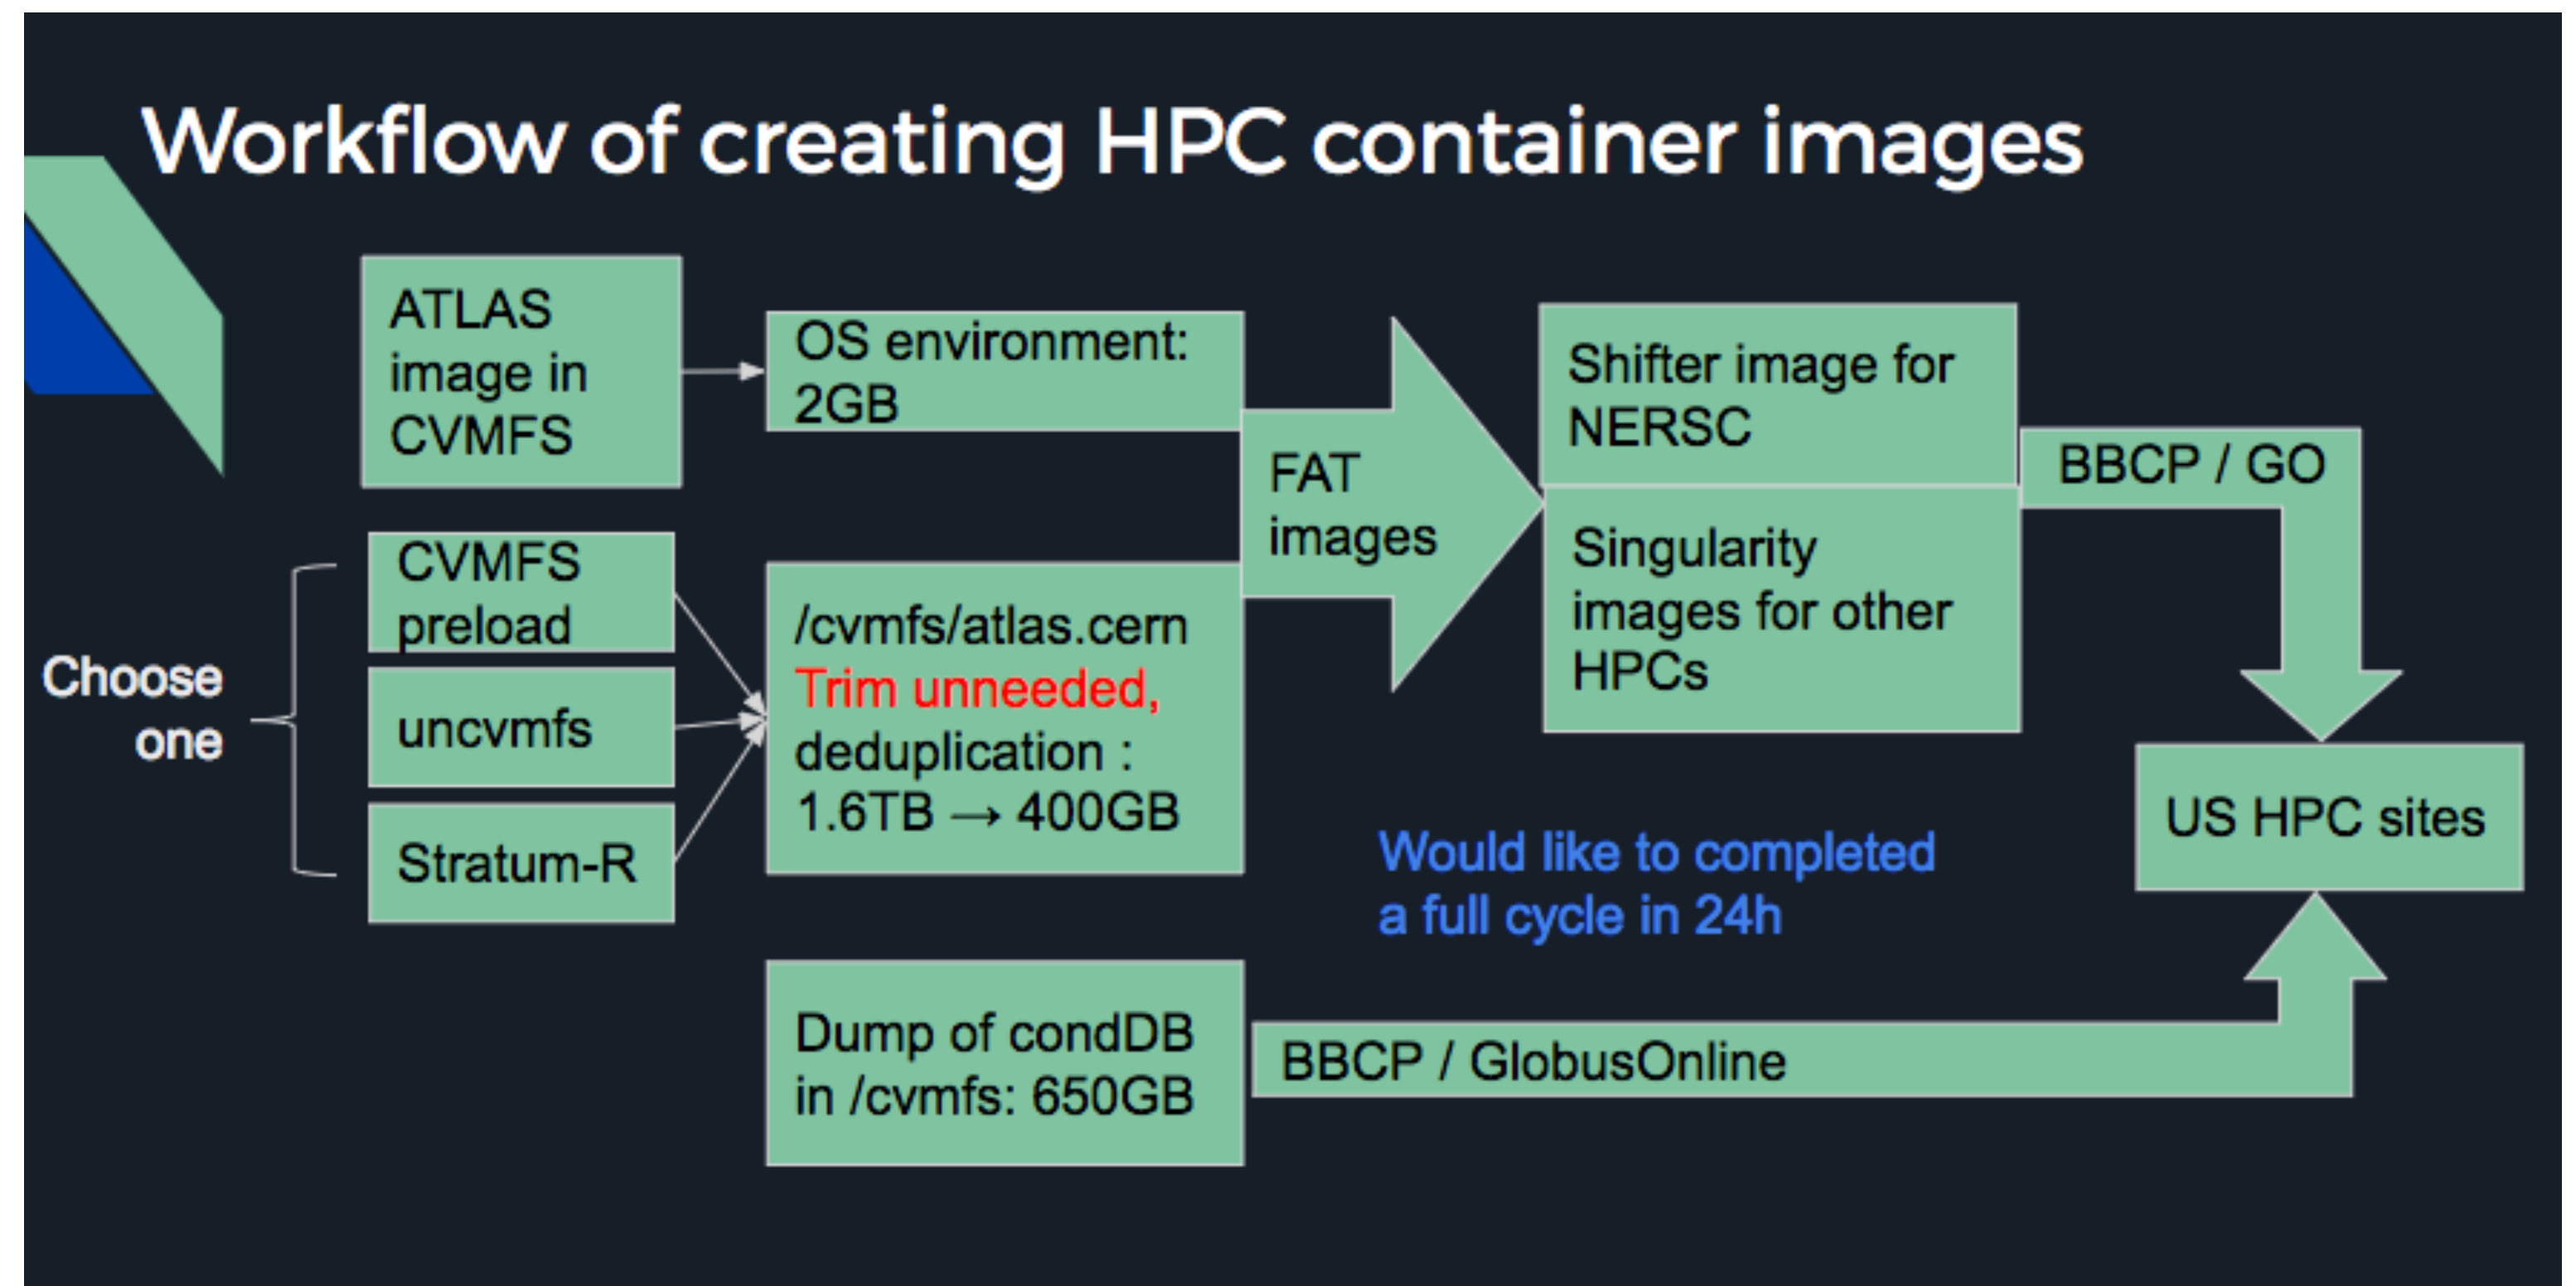 Workflow of creating HPC container images
ATLAS
image in
CVMFS
OS environment:
2GB
Choose
one
CVMFS
preload
uncvmfs
Stratum-R
/cvmfs/atlas.cern
Trim unneeded,
deduplication :
1.6TB → 400GB
FAT
images
Shifter image for
NERSC
Singularity
images for other
HPCs
BBCP / GO
US HPC sites
Would like to completed
a full cycle in 24h
Dump of condDB
in /cvmfs: 650GB
BBCP / GlobusOnline